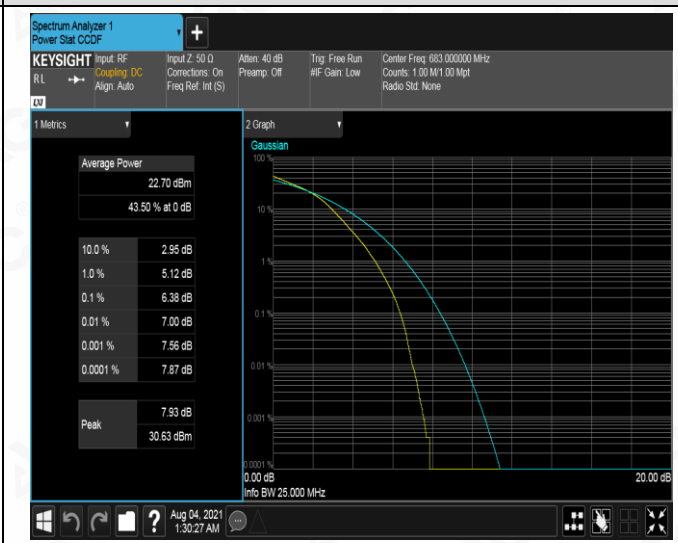 Spectrum Analyzer 1
Power Stat CCDF
KEYSIGHT
RL
LXI
Input: RF
Coupling: DC
Align: Auto
Input Z: 50 Ω
Corrections: On
Freq Ref: Int (S)
Atten: 40 dB
Preamp: Off
Trig: Free Run
#IF Gain: Low
Center Freq: 683.000000 MHz
Counts: 1.00 M/1.00 Mpt
Radio Std: None
1 Metrics
Average Power
22.70 dBm
43.50 % at 0 dB
10.0 % 2.95 dB
1.0 % 5.12 dB
0.1 % 6.38 dB
0.01 % 7.00 dB
0.001 % 7.56 dB
0.0001 % 7.87 dB
Peak 7.93 dB
30.63 dBm
2 Graph
Gaussian
100 %
10 %
1 %
0.1 %
0.01 %
0.001 %
0.0001 %
0.00 dB 20.00 dB
Info BW 25.000 MHz
? Aug 04, 2021
1:30:27 AM